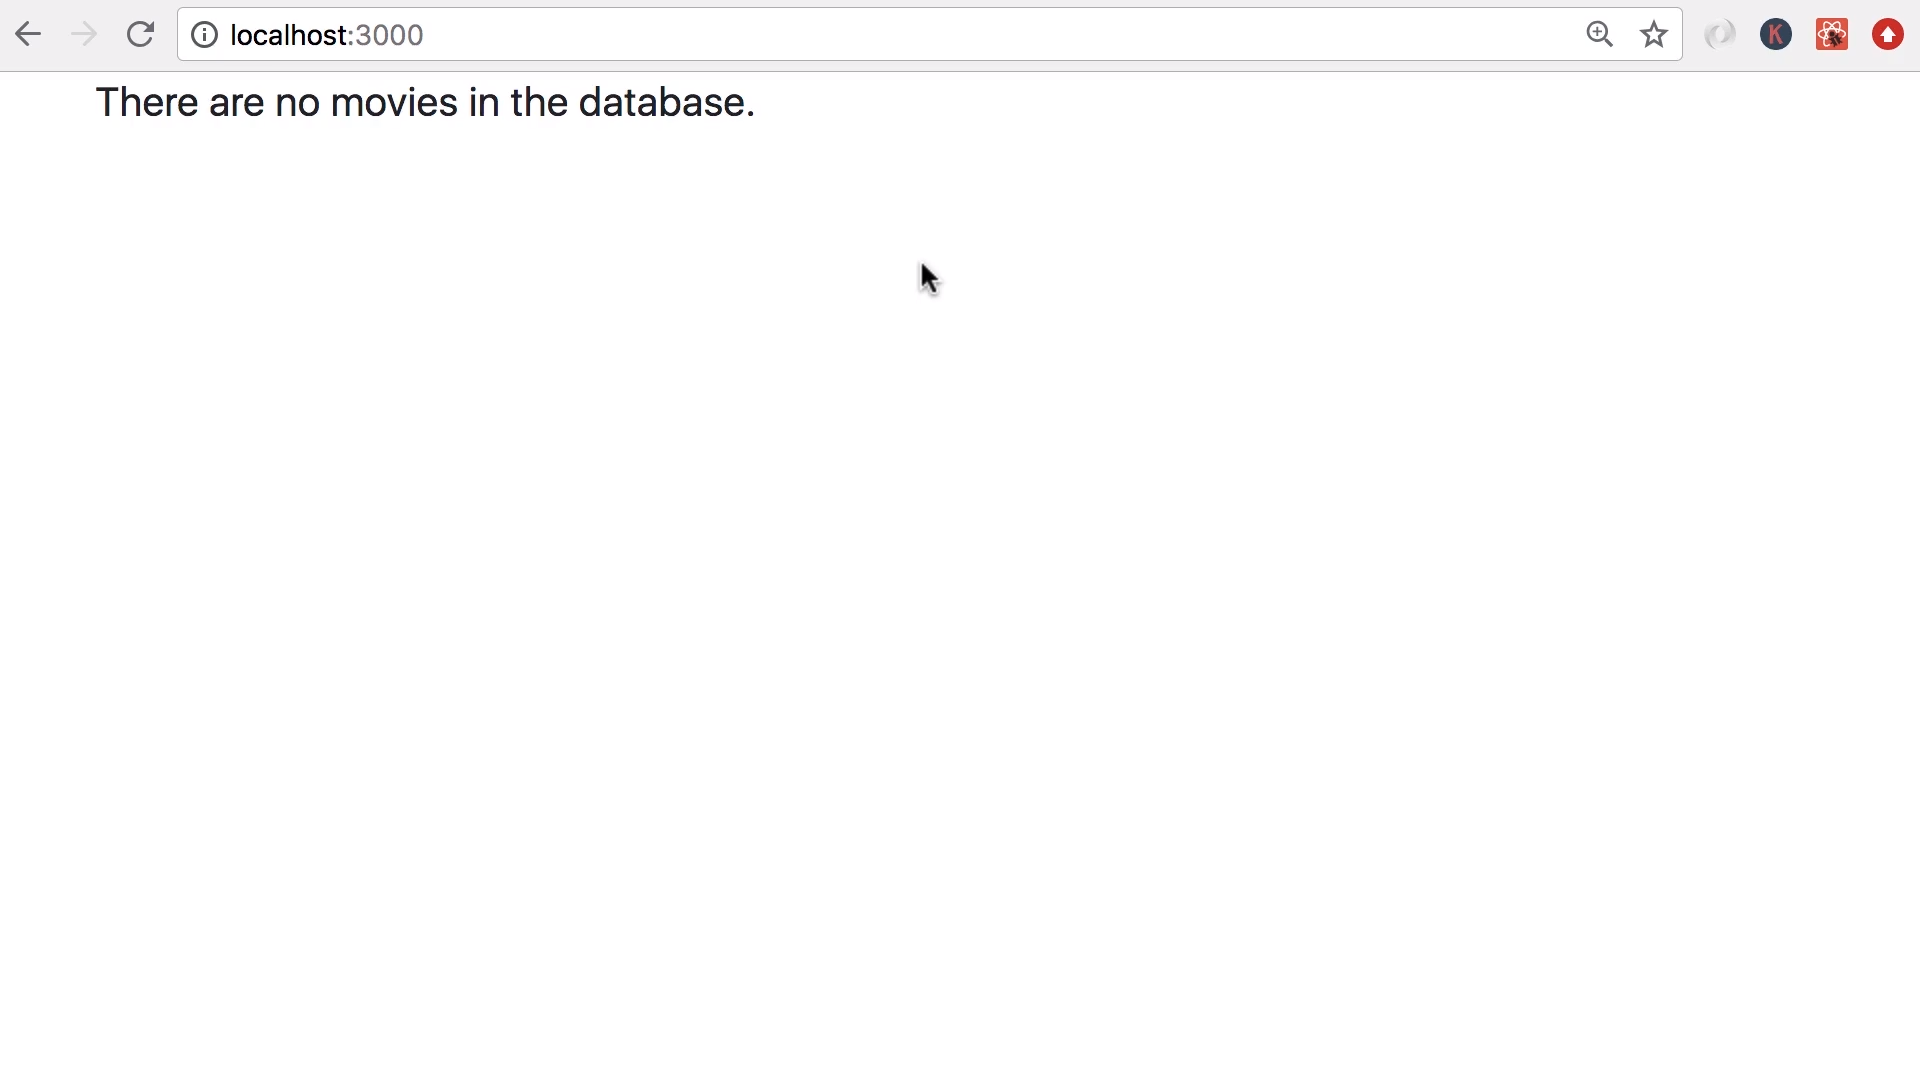 localhost:3000
K
There are no movies in the database.